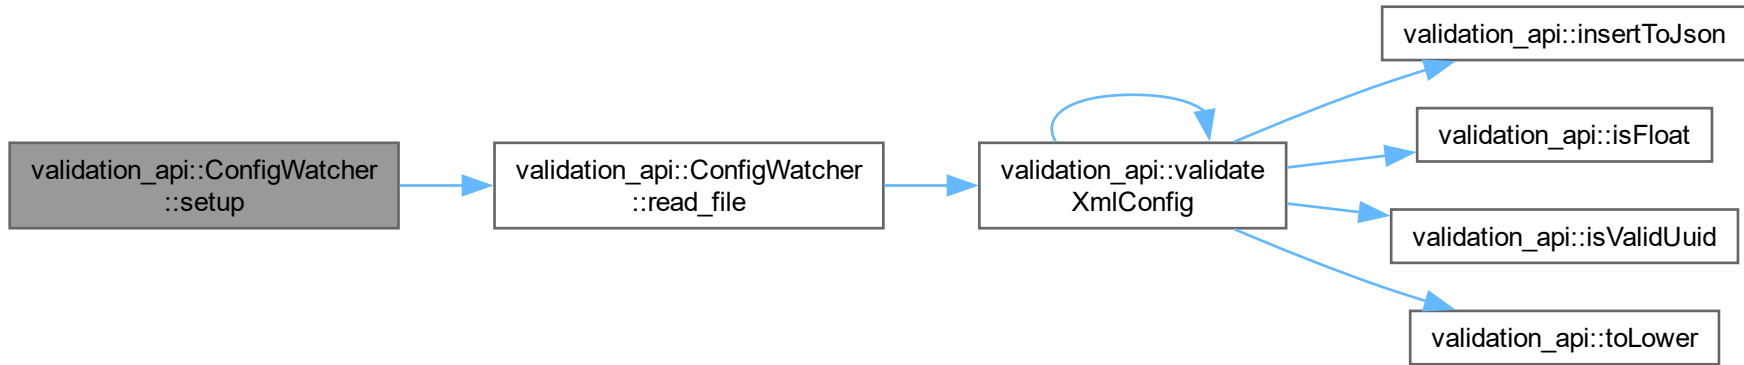 validation_api::ConfigWatcher
::setup
validation_api::ConfigWatcher
::read_file
validation_api::validate
XmlConfig
validation_api::insertToJson
validation_api::isFloat
validation_api::isValidUuid
validation_api::toLower